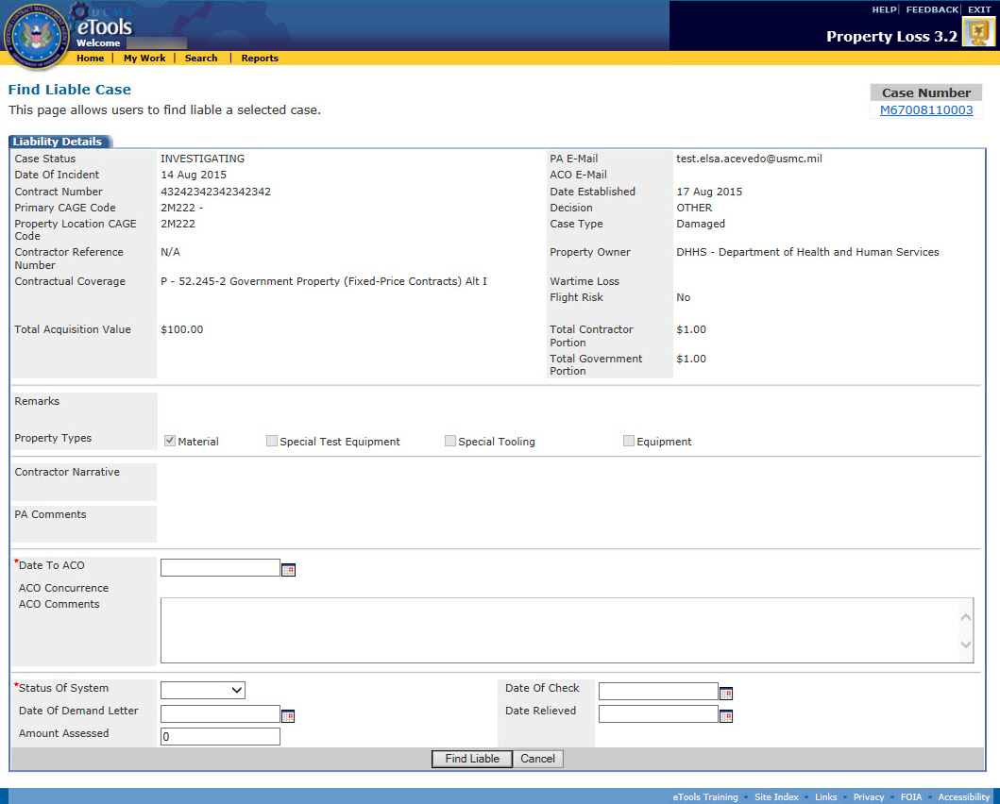 HELP | FEEDBACK | EXIT
DCMA
eTools
Welcome
Property Loss 3.2
Home | My Work | Search | Reports
Find Liable Case
This page allows users to find liable a selected case.
Case Number
M67008110003
Liability Details
Case Status INVESTIGATING PA E-Mail test.elsa.acevedo@usmc.mil
Date Of Incident 14 Aug 2015 ACO E-Mail
Contract Number 43242342342342342 Date Established 17 Aug 2015
Primary CAGE Code 2M222 - Decision OTHER
Property Location CAGE Code 2M222 Case Type Damaged
Contractor Reference Number N/A Property Owner DHHS - Department of Health and Human Services
Contractual Coverage P - 52.245-2 Government Property (Fixed-Price Contracts) Alt I Wartime Loss
Flight Risk No
Total Acquisition Value $100.00 Total Contractor Portion $1.00
Total Government Portion $1.00
Remarks
Property Types Material Special Test Equipment Special Tooling Equipment
Contractor Narrative
PA Comments
*Date To ACO
ACO Concurrence
ACO Comments
*Status Of System Date Of Check
Date Of Demand Letter Date Relieved
Amount Assessed 0
Find Liable Cancel
eTools Training • Site Index • Links • Privacy • FOIA • Accessibility